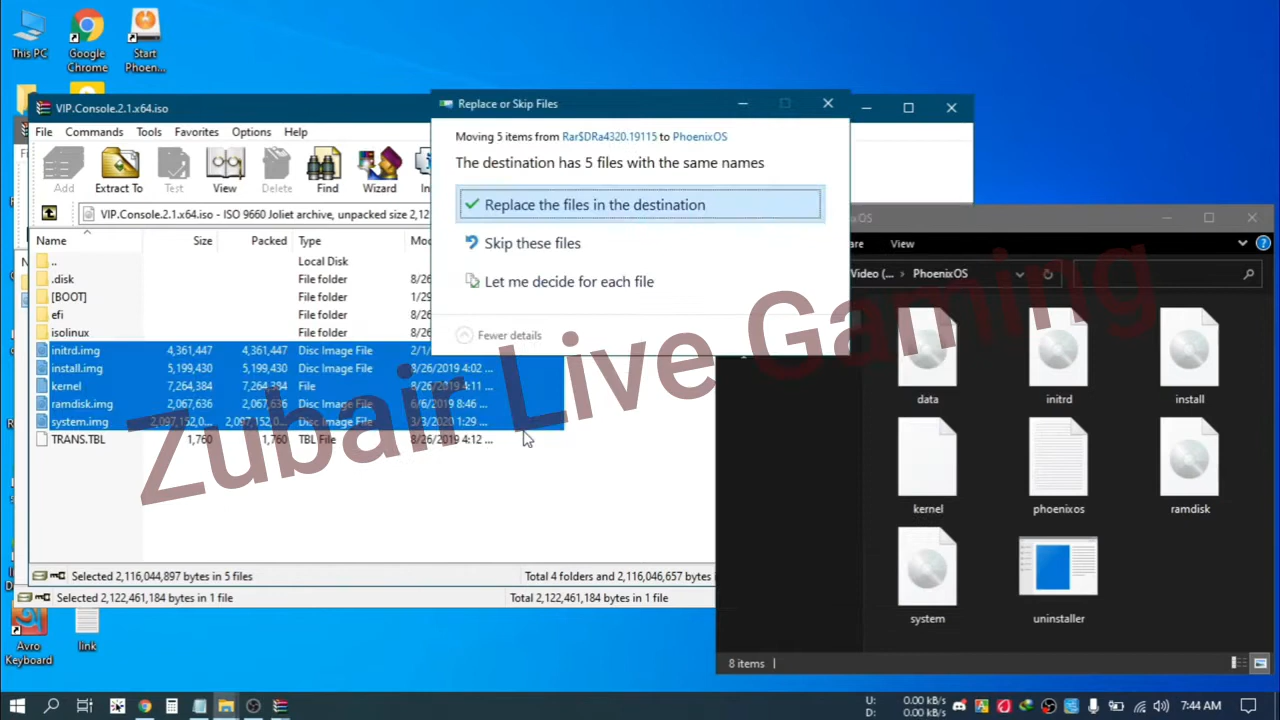 This PC
Google
Chrome
Start
Phoen...
VIP.Console.2.1.x64.iso
File Commands Tools Favorites Options Help
Add Extract To Test View Delete Find Wizard
VIP.Console.2.1.x64.iso - ISO 9660 Joliet archive, unpacked size 2,12
Name Size Packed Type
.. Local Disk
.disk File folder 8/26
[BOOT] File folder 1/29
efi File folder 8/26
isolinux File folder 8/26
initrd.img 4,361,447 4,361,447 Disc Image File 2/1/
install.img 5,199,430 5,199,430 Disc Image File 8/26/2019 4:02 ...
kernel 7,264,384 7,264,384 File 8/26/2019 4:11 ...
ramdisk.img 2,067,636 2,067,636 Disc Image File 6/6/2019 8:46 ...
system.img 2,097,152,0... 2,097,152,0... Disc Image File 3/3/2020 1:29 ...
TRANS.TBL 1,760 1,760 TBL File 8/26/2019 4:12 ...
Selected 2,116,044,897 bytes in 5 files Total 4 folders and 2,116,046,657 bytes
Selected 2,122,461,184 bytes in 1 file Total 2,122,461,184 bytes in 1 file
Replace or Skip Files
Moving 5 items from Rar$DRa4320.19115 to PhoenixOS
The destination has 5 files with the same names
Replace the files in the destination
Skip these files
Let me decide for each file
Fewer details
View
PhoenixOS
data initrd install
kernel phoenixos ramdisk
system uninstaller
8 items
Zubair Live Gaming
Avro
Keyboard
link
U: 0.00 kB/s
D: 0.00 kB/s
7:44 AM